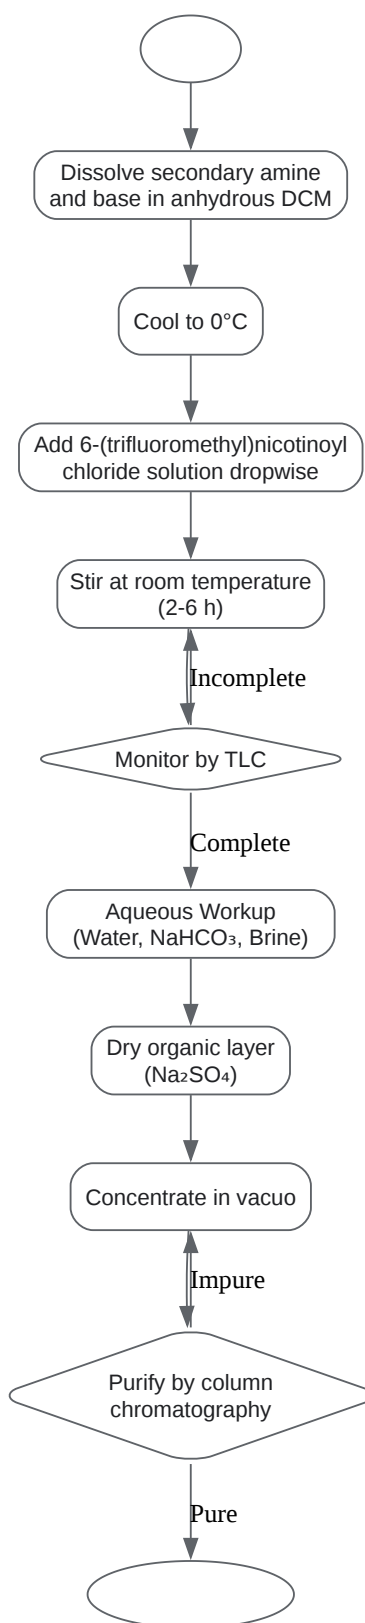 Dissolve secondary amine
and base in anhydrous DCM
Cool to 0°C
Add 6-(trifluoromethyl)nicotinoyl
chloride solution dropwise
Stir at room temperature
(2-6 h)
Incomplete
Monitor by TLC
Complete
Aqueous Workup
(Water, NaHCO₃, Brine)
Dry organic layer
(Na₂SO₄)
Concentrate in vacuo
Impure
Purify by column
chromatography
Pure